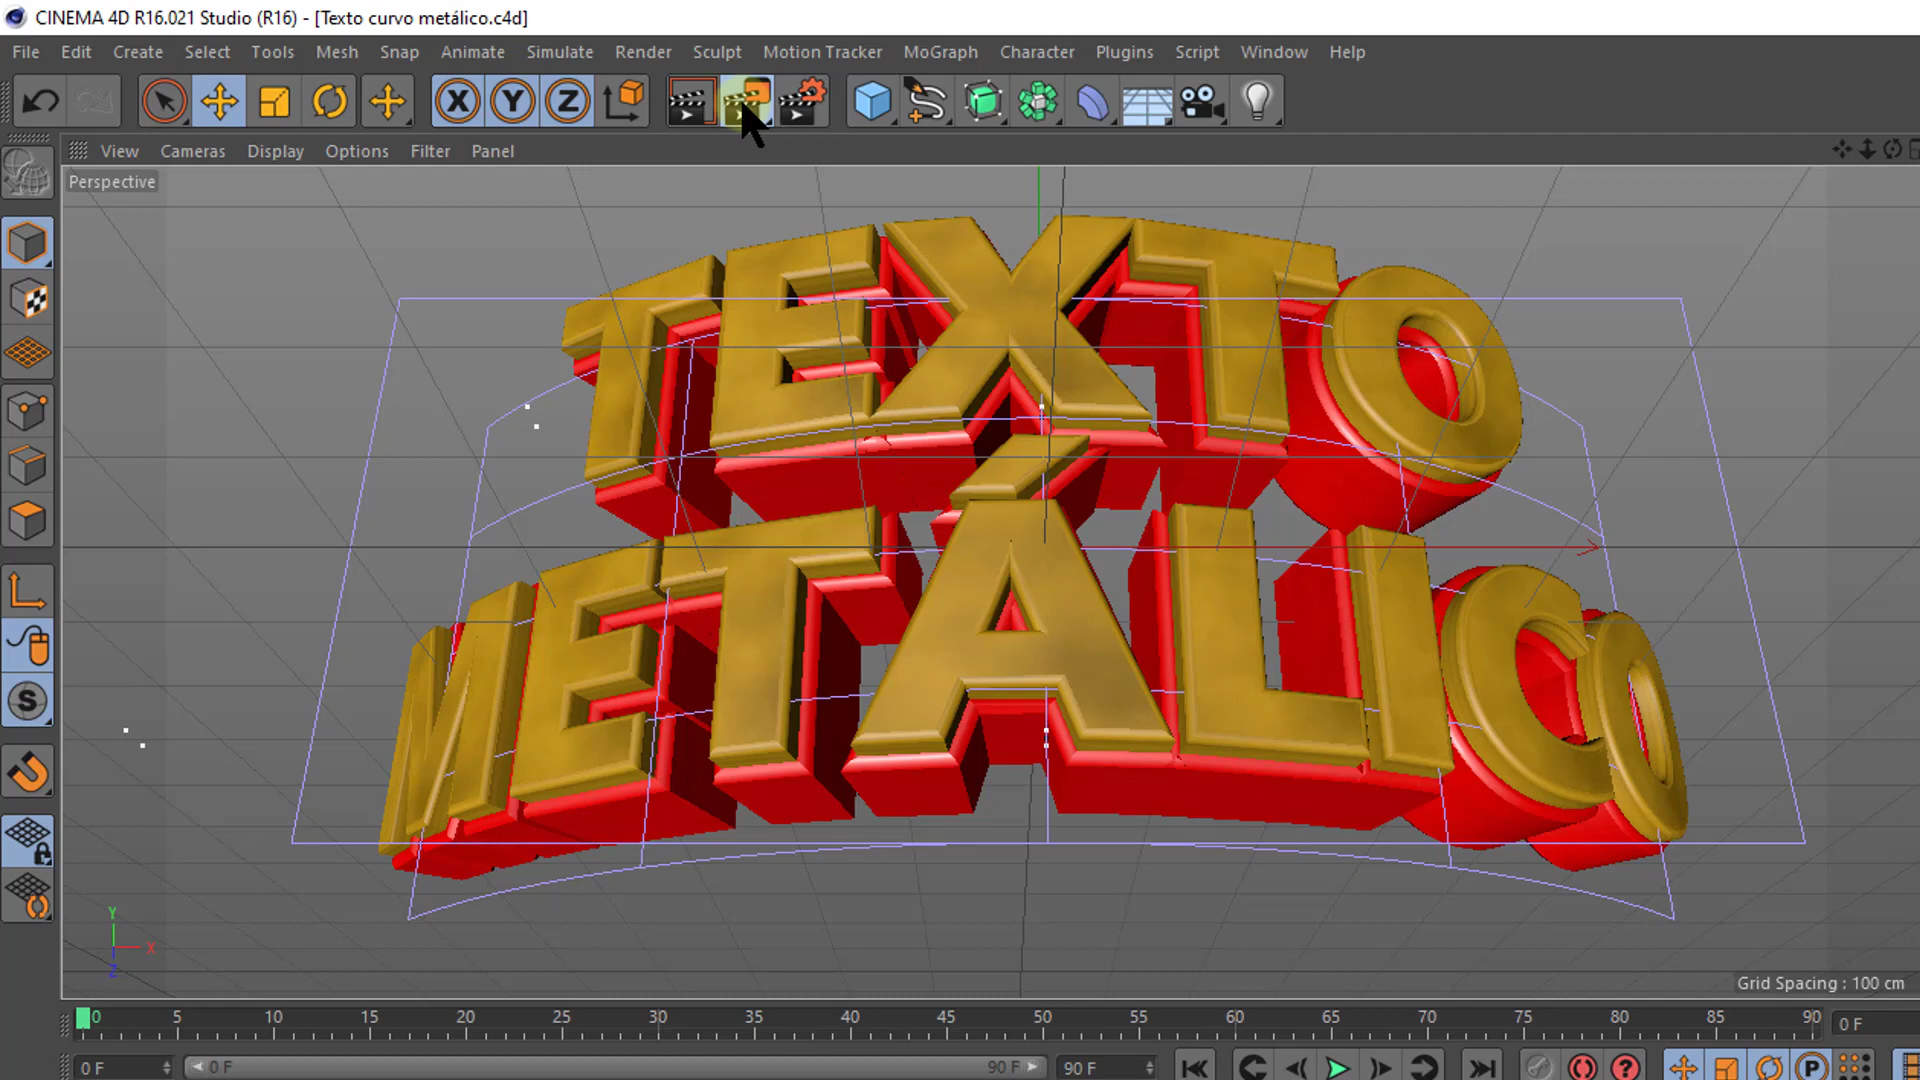 CINEMA 4D R16.021 Studio (R16) - [Texto curvo metálico.c4d]
File Edit Create Select Tools Mesh Snap Animate Simulate Render Sculpt Motion Tracker MoGraph Character Plugins Script Window Help
X Y Z
View Cameras Display Options Filter Panel
Perspective
TEXTO
METÁLICO
S
Y
X
Z
Grid Spacing : 100 cm
0 5 10 15 20 25 30 35 40 45 50 55 60 65 70 75 80 85 90 0 F
0 F 0 F 90 F 90 F ? P